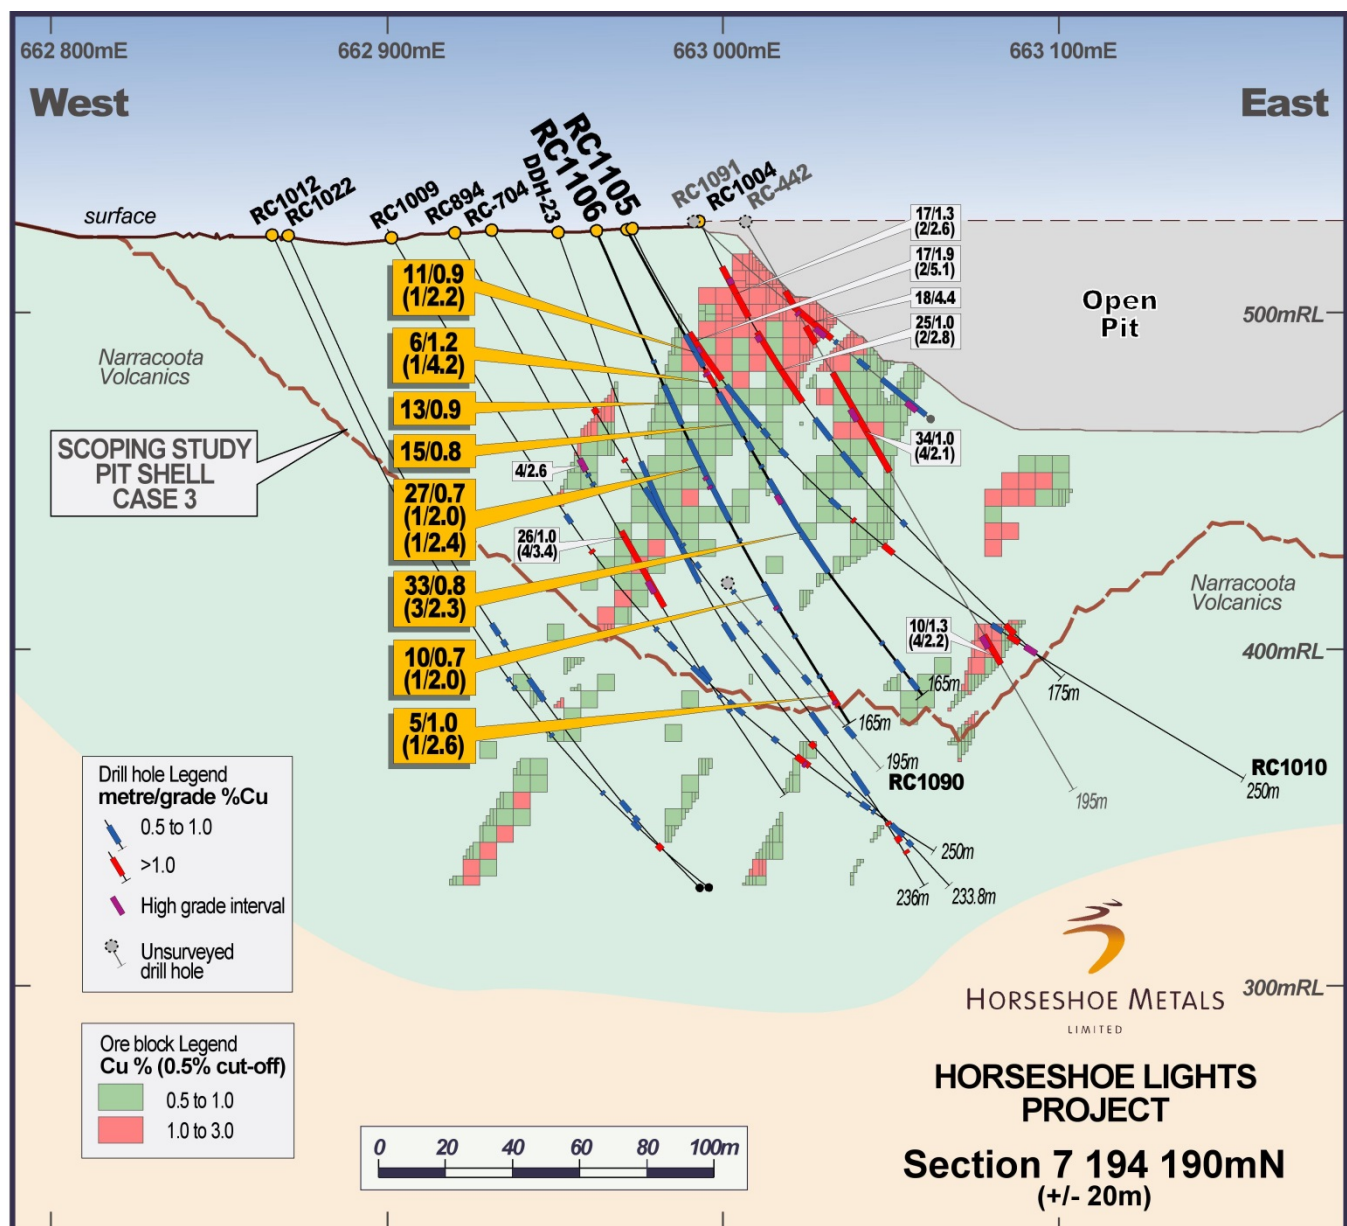 662 800mE
662 900mE
663 000mE
663 100mE
West
East
surface
RC1012
RC1022
RC1009
RC894
RC-704
DDH-23
RC1106
RC1105
RC1091
RC1004
RC-442
17/1.3
(2/2.6)
17/1.9
(2/5.1)
18/4.4
25/1.0
(2/2.8)
Open
Pit
500mRL
11/0.9
(1/2.2)
6/1.2
(1/4.2)
13/0.9
15/0.8
27/0.7
(1/2.0)
(1/2.4)
33/0.8
(3/2.3)
10/0.7
(1/2.0)
5/1.0
(1/2.6)
Narracoota
Volcanics
SCOPING STUDY
PIT SHELL
CASE 3
4/2.6
26/1.0
(4/3.4)
34/1.0
(4/2.1)
Narracoota
Volcanics
10/1.3
(4/2.2)
400mRL
165m
175m
165m
195m
RC1090
RC1010
250m
195m
250m
236m
233.8m
Drill hole Legend
metre/grade %Cu
0.5 to 1.0
>1.0
High grade interval
Unsurveyed
drill hole
Ore block Legend
Cu % (0.5% cut-off)
0.5 to 1.0
1.0 to 3.0
0 20 40 60 80 100m
HORSESHOE METALS
LIMITED
300mRL
HORSESHOE LIGHTS
PROJECT
Section 7 194 190mN
(+/- 20m)